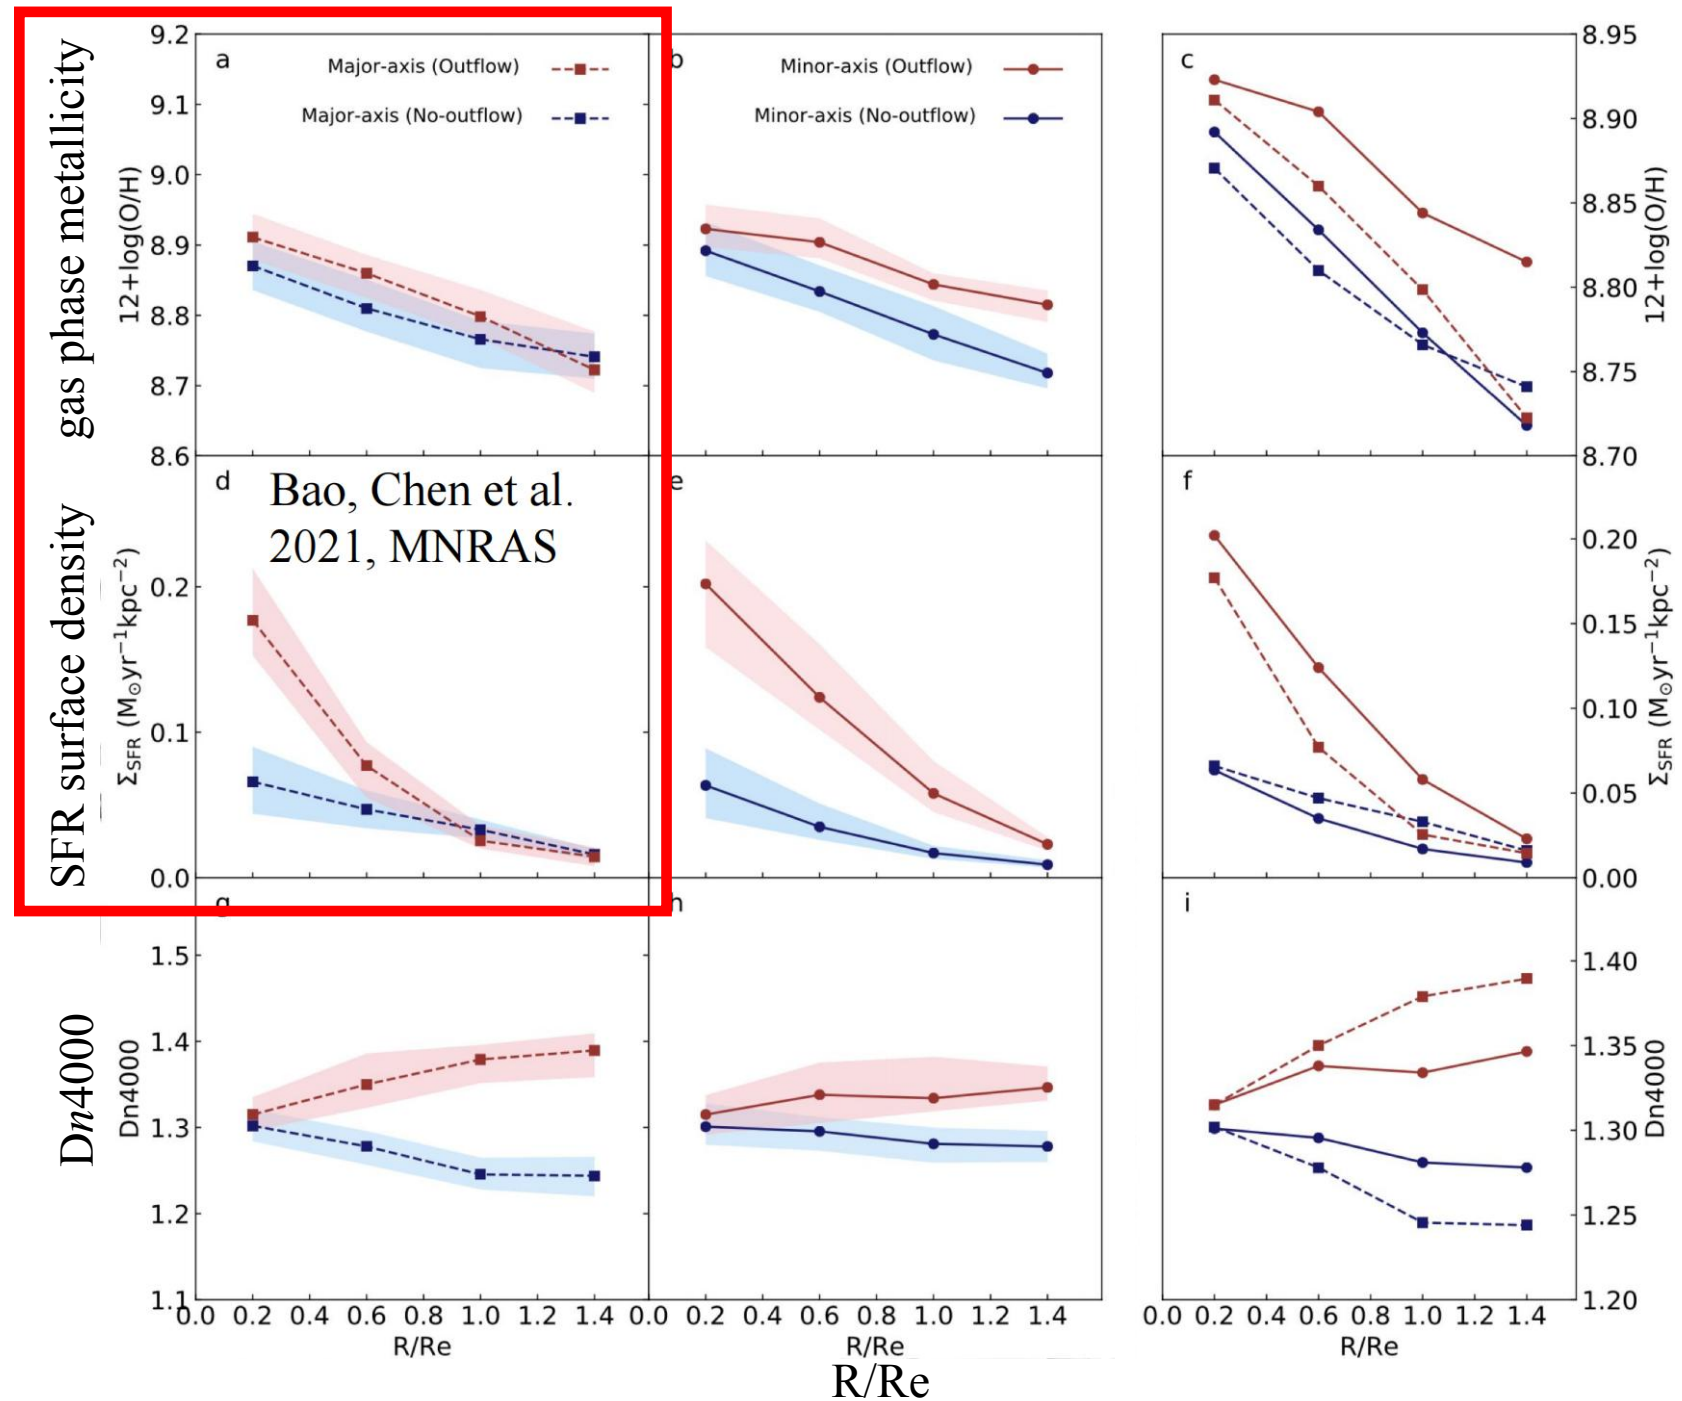 gas phase metallicity
12+log(O/H)
9.2
9.1
9.0
8.9
8.8
8.7
8.6
a
Major-axis (Outflow)
Major-axis (No-outflow)
b
Minor-axis (Outflow)
Minor-axis (No-outflow)
c
8.95
8.90
8.85
8.80
8.75
8.70
12+log(O/H)
SFR surface density
Σ_SFR (M⊙yr⁻¹kpc⁻²)
0.2
0.1
0.0
d
Bao, Chen et al.
2021, MNRAS
e
f
0.20
0.15
0.10
0.05
0.00
Σ_SFR (M⊙yr⁻¹kpc⁻²)
Dn4000
Dn4000
1.5
1.4
1.3
1.2
1.1
h
i
1.40
1.35
1.30
1.25
1.20
Dn4000
0.0 0.2 0.4 0.6 0.8 1.0 1.2 1.4
0.0 0.2 0.4 0.6 0.8 1.0 1.2 1.4
0.0 0.2 0.4 0.6 0.8 1.0 1.2 1.4
R/Re
R/Re
R/Re
R/Re